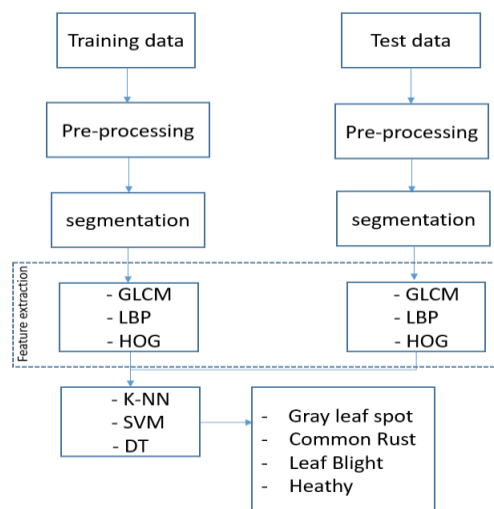 Training data
Test data
Pre-processing
Pre-processing
segmentation
segmentation
Feature extraction
- GLCM
- LBP
- HOG
- GLCM
- LBP
- HOG
- K-NN
- SVM
- DT
- Gray leaf spot
- Common Rust
- Leaf Blight
- Heathy